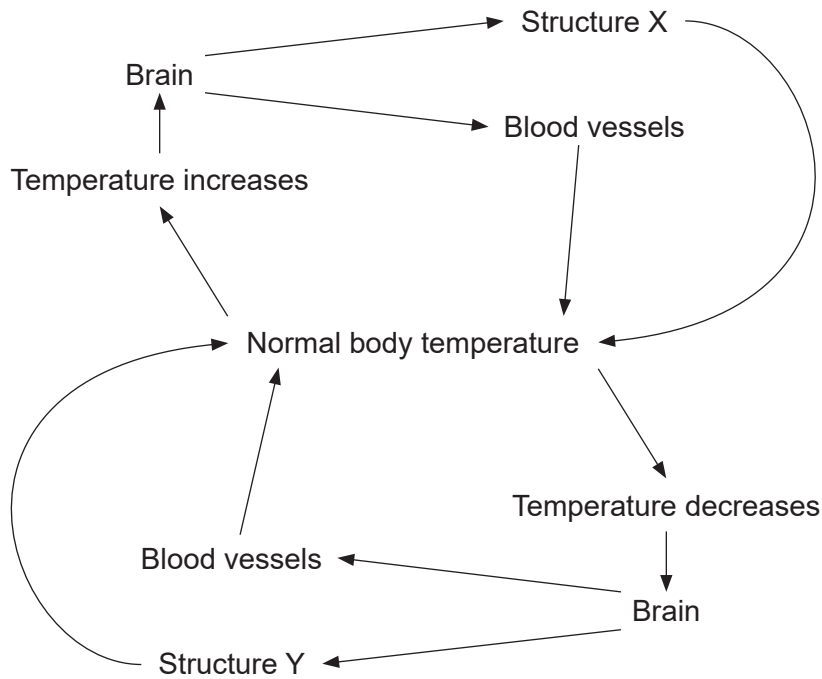 Structure X
Brain
Blood vessels
Temperature increases
Normal body temperature
Temperature decreases
Blood vessels
Brain
Structure Y